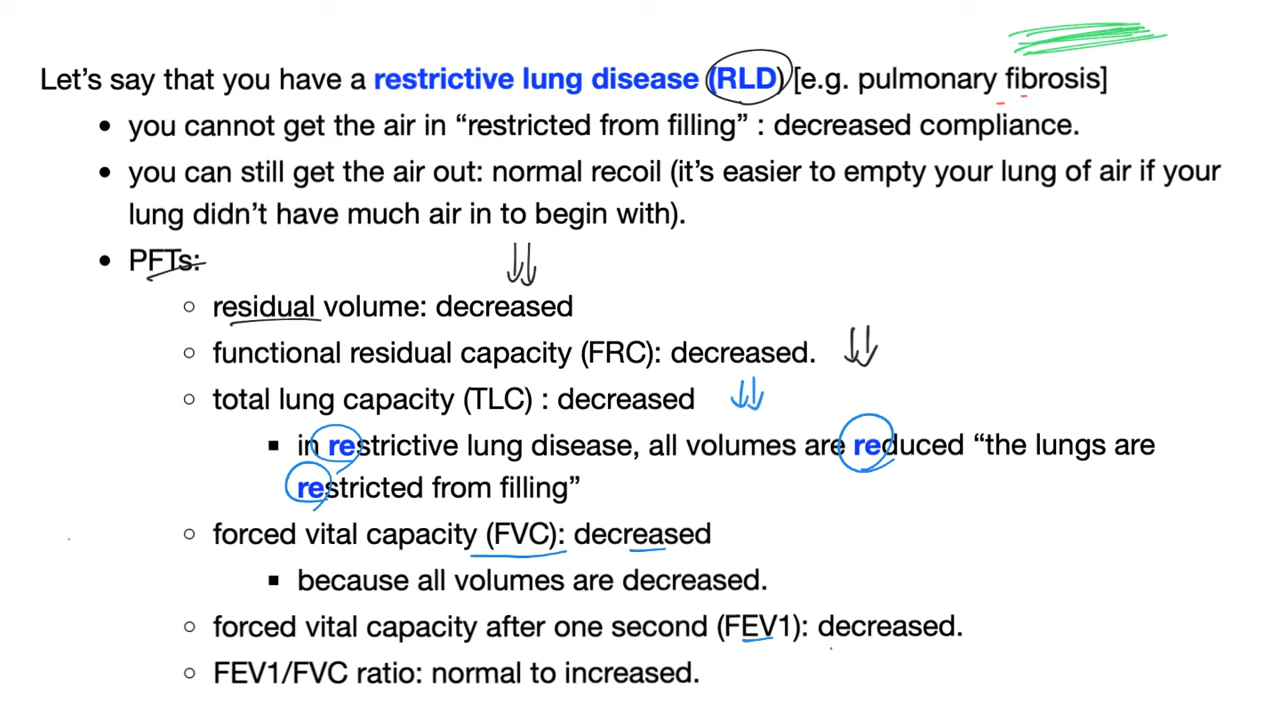 Let’s say that you have a restrictive lung disease (RLD) [e.g. pulmonary fibrosis]
• you cannot get the air in “restricted from filling” : decreased compliance.
• you can still get the air out: normal recoil (it’s easier to empty your lung of air if your
lung didn’t have much air in to begin with).
• PFTs:
○ residual volume: decreased
○ functional residual capacity (FRC): decreased.
○ total lung capacity (TLC) : decreased
▪ in restrictive lung disease, all volumes are reduced “the lungs are
restricted from filling”
○ forced vital capacity (FVC): decreased
▪ because all volumes are decreased.
○ forced vital capacity after one second (FEV1): decreased.
○ FEV1/FVC ratio: normal to increased.